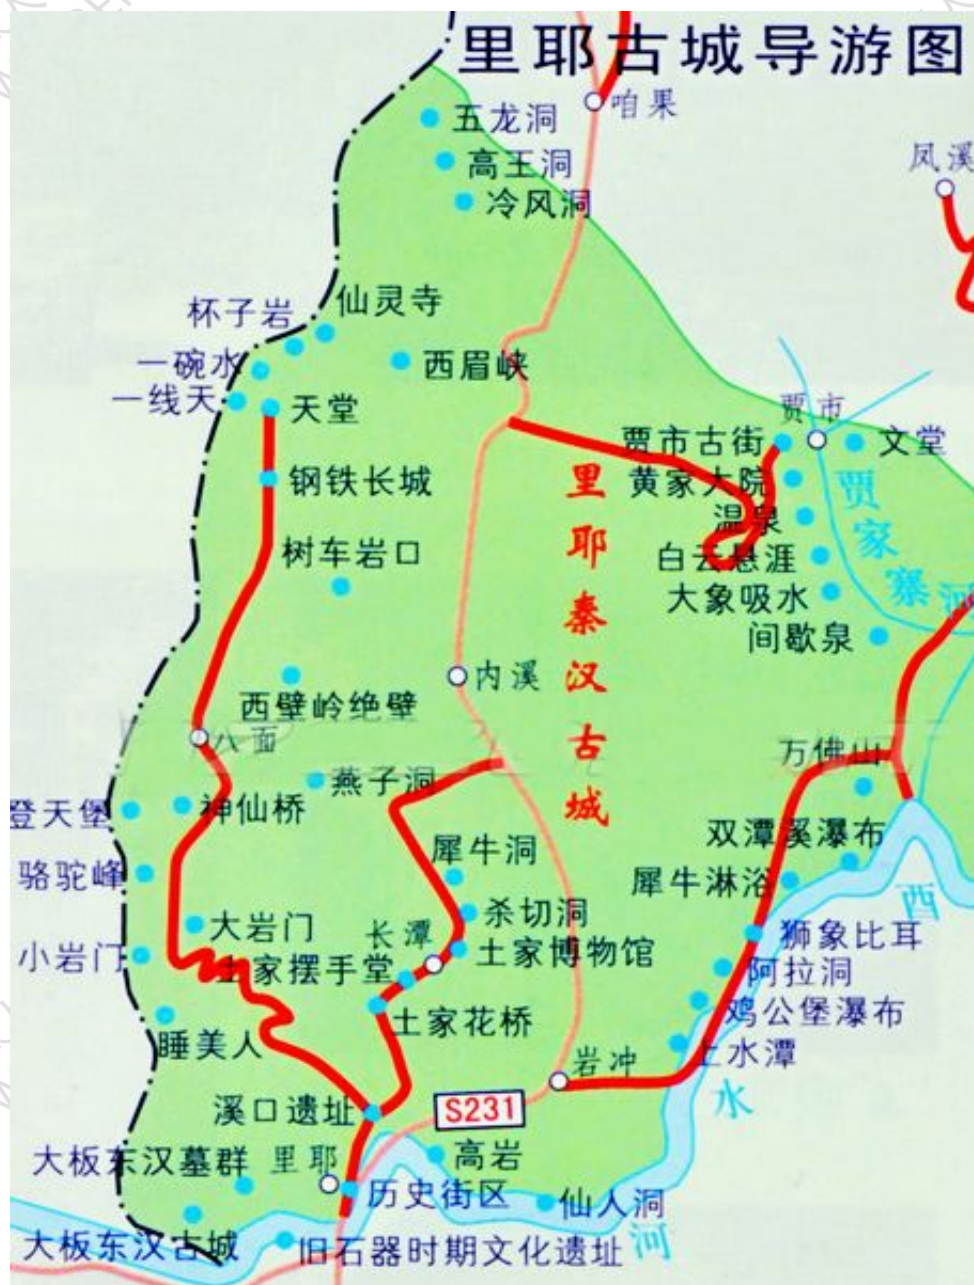 里耶古城导游图
咱果
五龙洞
凤溪
高王洞
冷风洞
仙灵寺
杯子岩
一碗水
西眉峡
一线天
天堂
贾市
贾市古街
文堂
钢铁长城
黄家大院
温泉
贾家寨河
里耶秦汉古城
树车岩口
白云悬涯
大象吸水
间歇泉
内溪
西壁岭绝壁
八面
万佛山
燕子洞
登天堡
神仙桥
双潭溪瀑布
犀牛洞
骆驼峰
犀牛淋浴
酉
杀切洞
大岩门
长潭
狮象比耳
小岩门
土家博物馆
土家摆手堂
阿拉洞
鸡公堡瀑布
土家花桥
睡美人
上水潭
岩冲
水
溪口遗址
S231
大板东汉墓群
里耶
高岩
历史街区
仙人洞
河
大板东汉古城
旧石器时期文化遗址